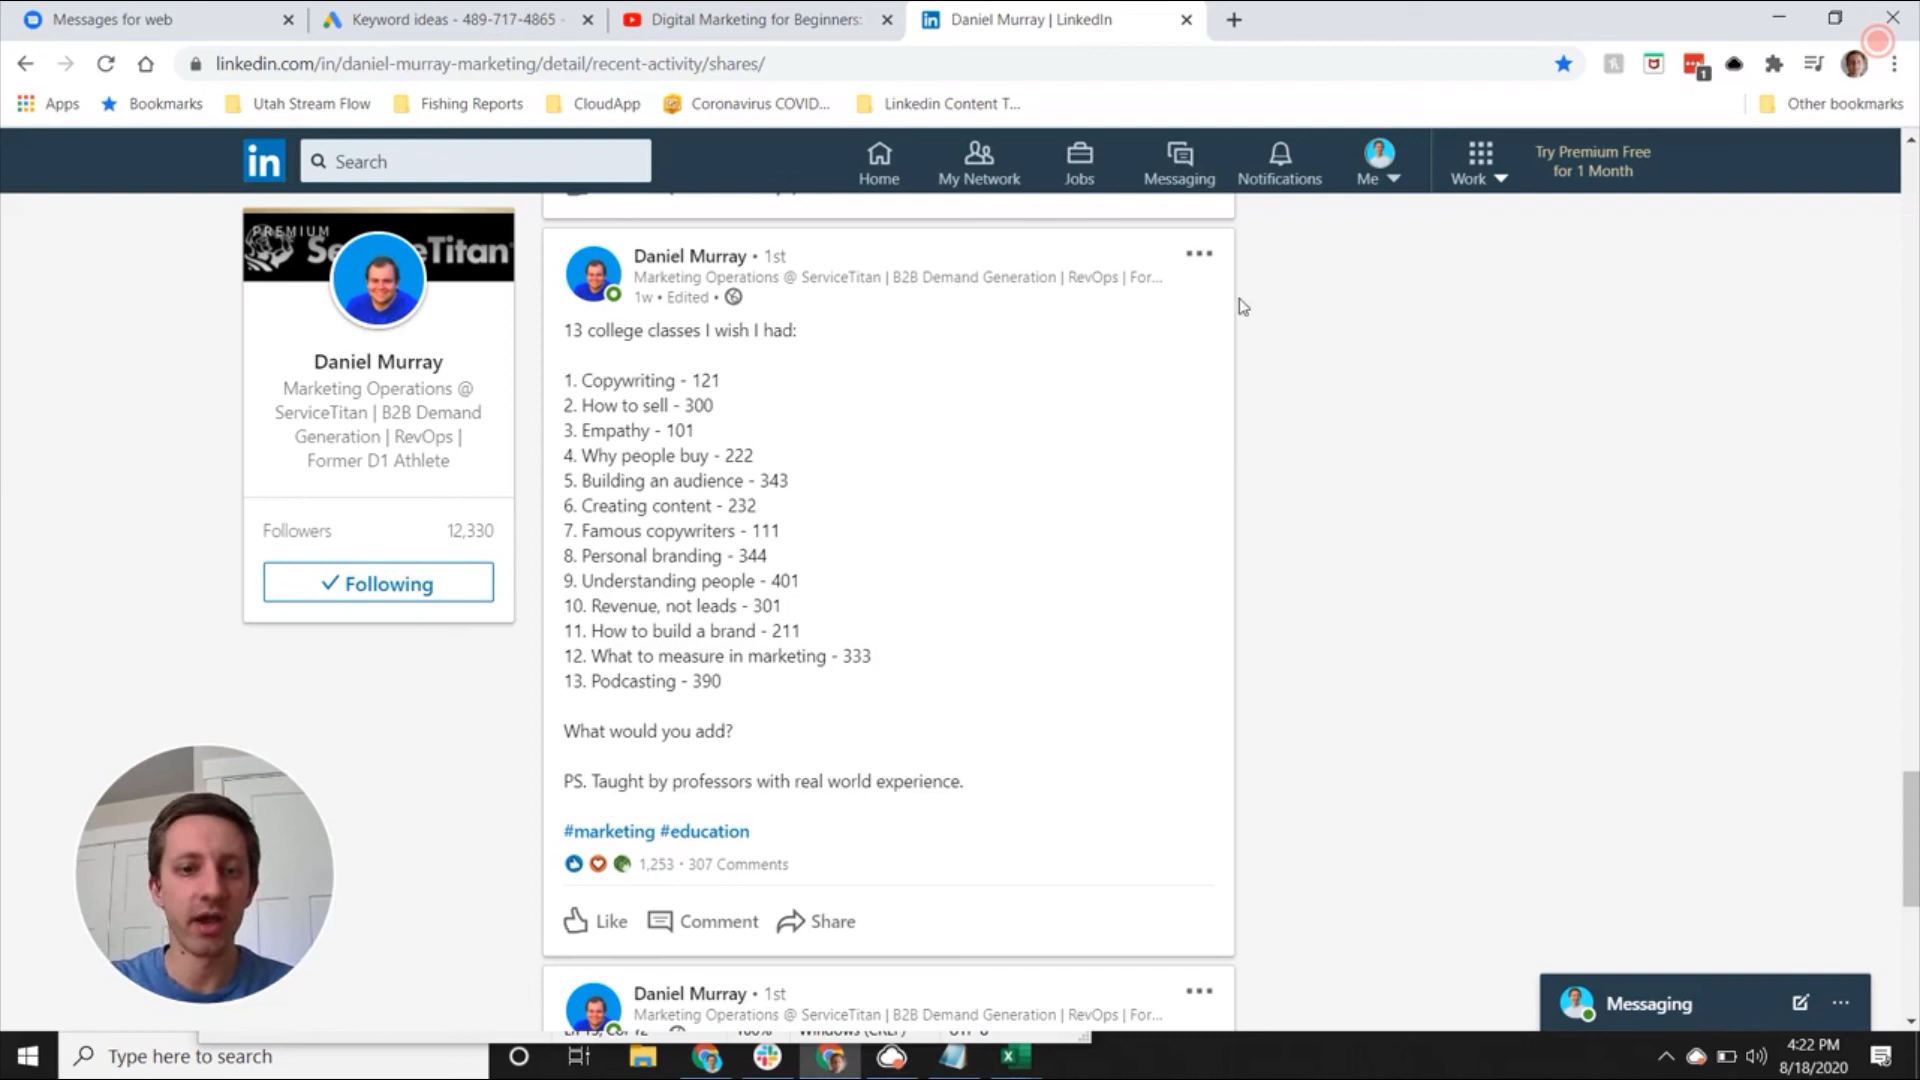 Messages for web
Keyword ideas - 489-717-4865 -
Digital Marketing for Beginners:
Daniel Murray | LinkedIn
linkedin.com/in/daniel-murray-marketing/detail/recent-activity/shares/
1
Apps
Bookmarks
Utah Stream Flow
Fishing Reports
CloudApp
Coronavirus COVID...
Linkedin Content T...
Other bookmarks
in
Search
Home
My Network
Jobs
Messaging
Notifications
Me
Work
Try Premium Free
for 1 Month
PREMIUM
ServiceTitan
Daniel Murray
Marketing Operations @
ServiceTitan | B2B Demand
Generation | RevOps |
Former D1 Athlete
Followers 12,330
Following
Daniel Murray • 1st
Marketing Operations @ ServiceTitan | B2B Demand Generation | RevOps | For...
1w • Edited •
13 college classes I wish I had:
1. Copywriting - 121
2. How to sell - 300
3. Empathy - 101
4. Why people buy - 222
5. Building an audience - 343
6. Creating content - 232
7. Famous copywriters - 111
8. Personal branding - 344
9. Understanding people - 401
10. Revenue, not leads - 301
11. How to build a brand - 211
12. What to measure in marketing - 333
13. Podcasting - 390
What would you add?
PS. Taught by professors with real world experience.
#marketing #education
1,253 · 307 Comments
Like
Comment
Share
Daniel Murray • 1st
Marketing Operations @ ServiceTitan | B2B Demand Generation | RevOps | For...
Messaging
Type here to search
4:22 PM
8/18/2020